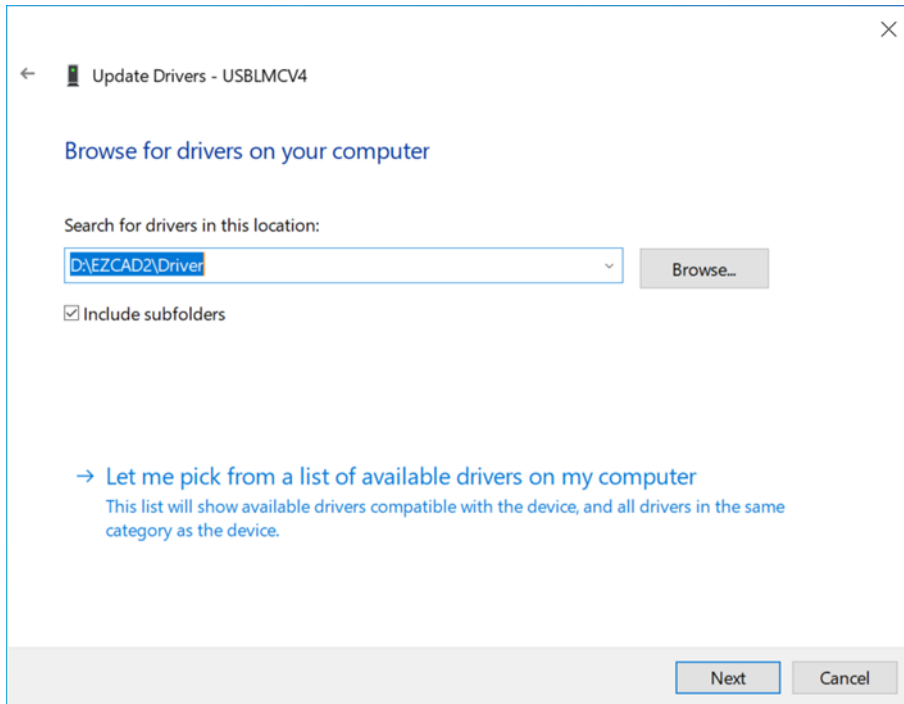 Update Drivers - USBLMCV4
Browse for drivers on your computer
Search for drivers in this location:
D:\EZCAD2\Driver
Browse...
Include subfolders
Let me pick from a list of available drivers on my computer
This list will show available drivers compatible with the device, and all drivers in the same
category as the device.
Next
Cancel